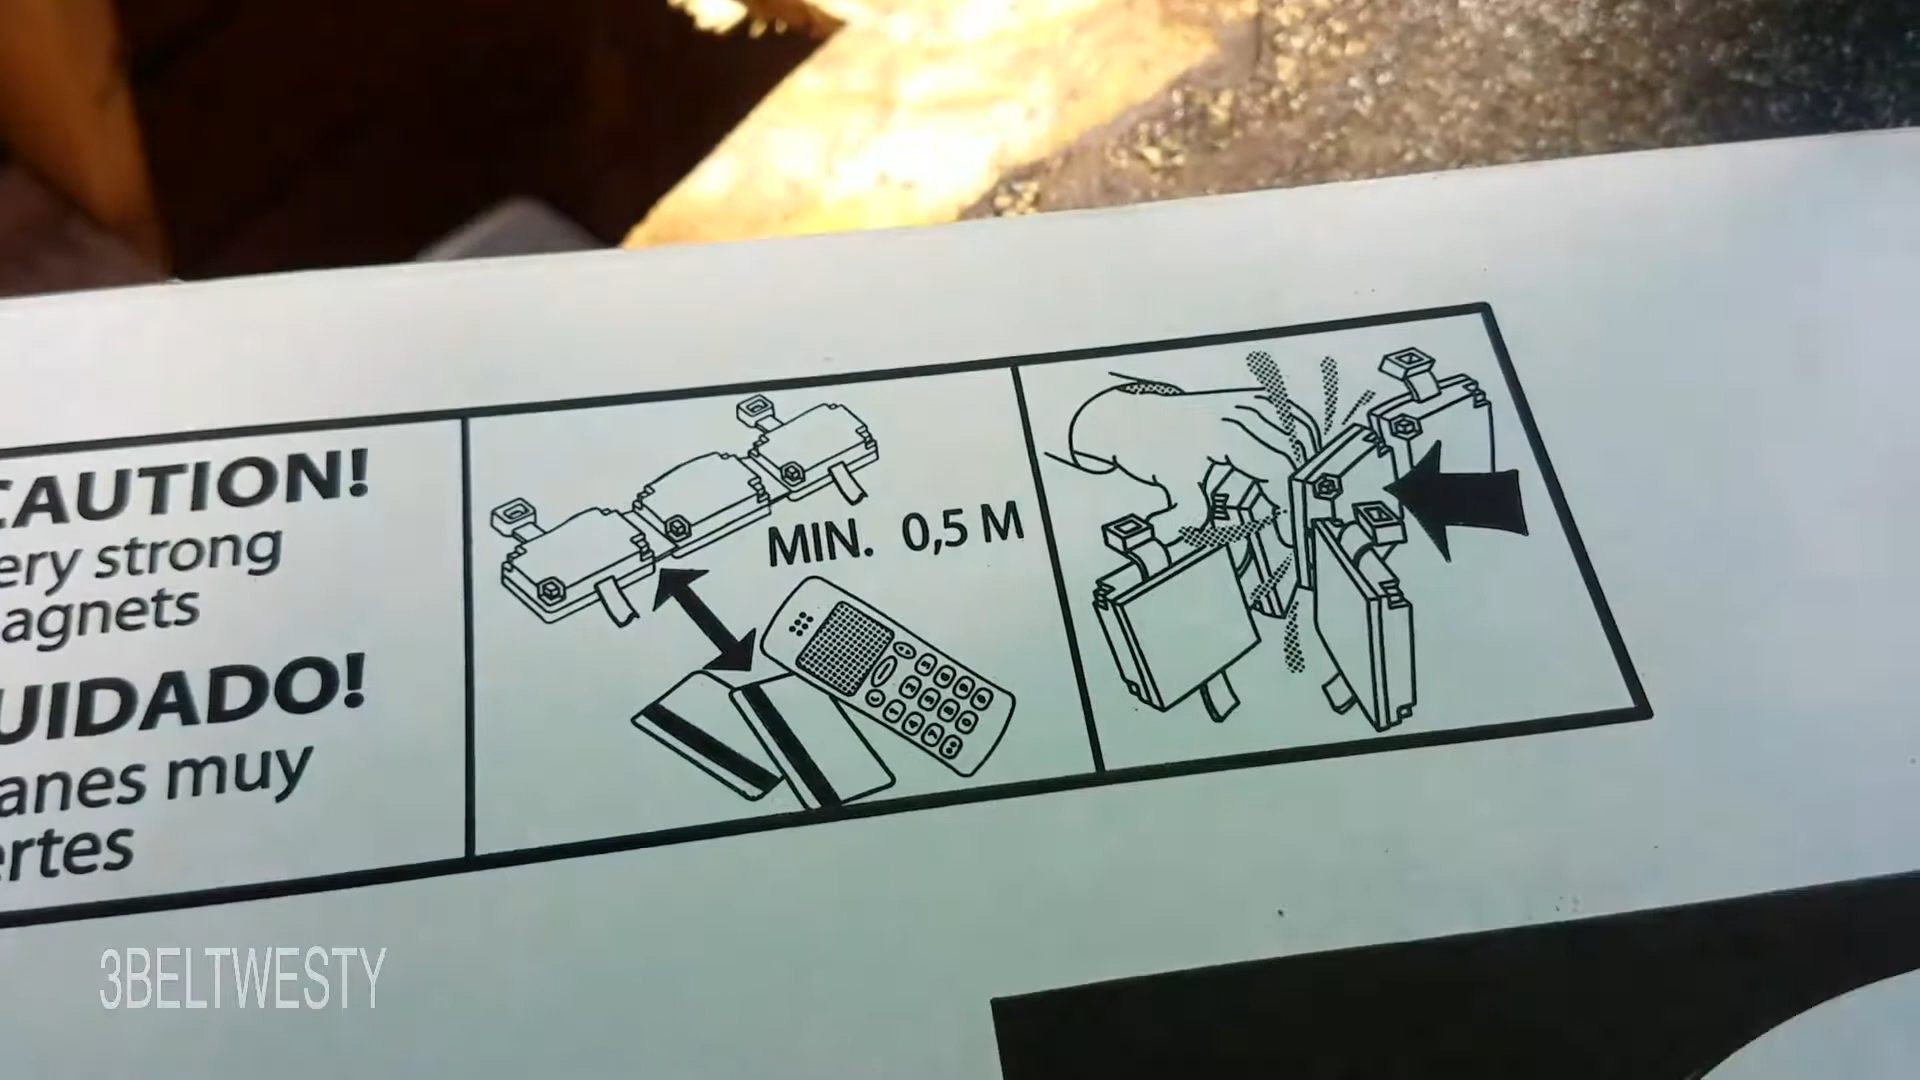 CAUTION!
ery strong
agnets
UIDADO!
anes muy
ertes
MIN. 0,5 M
3BELTWESTY